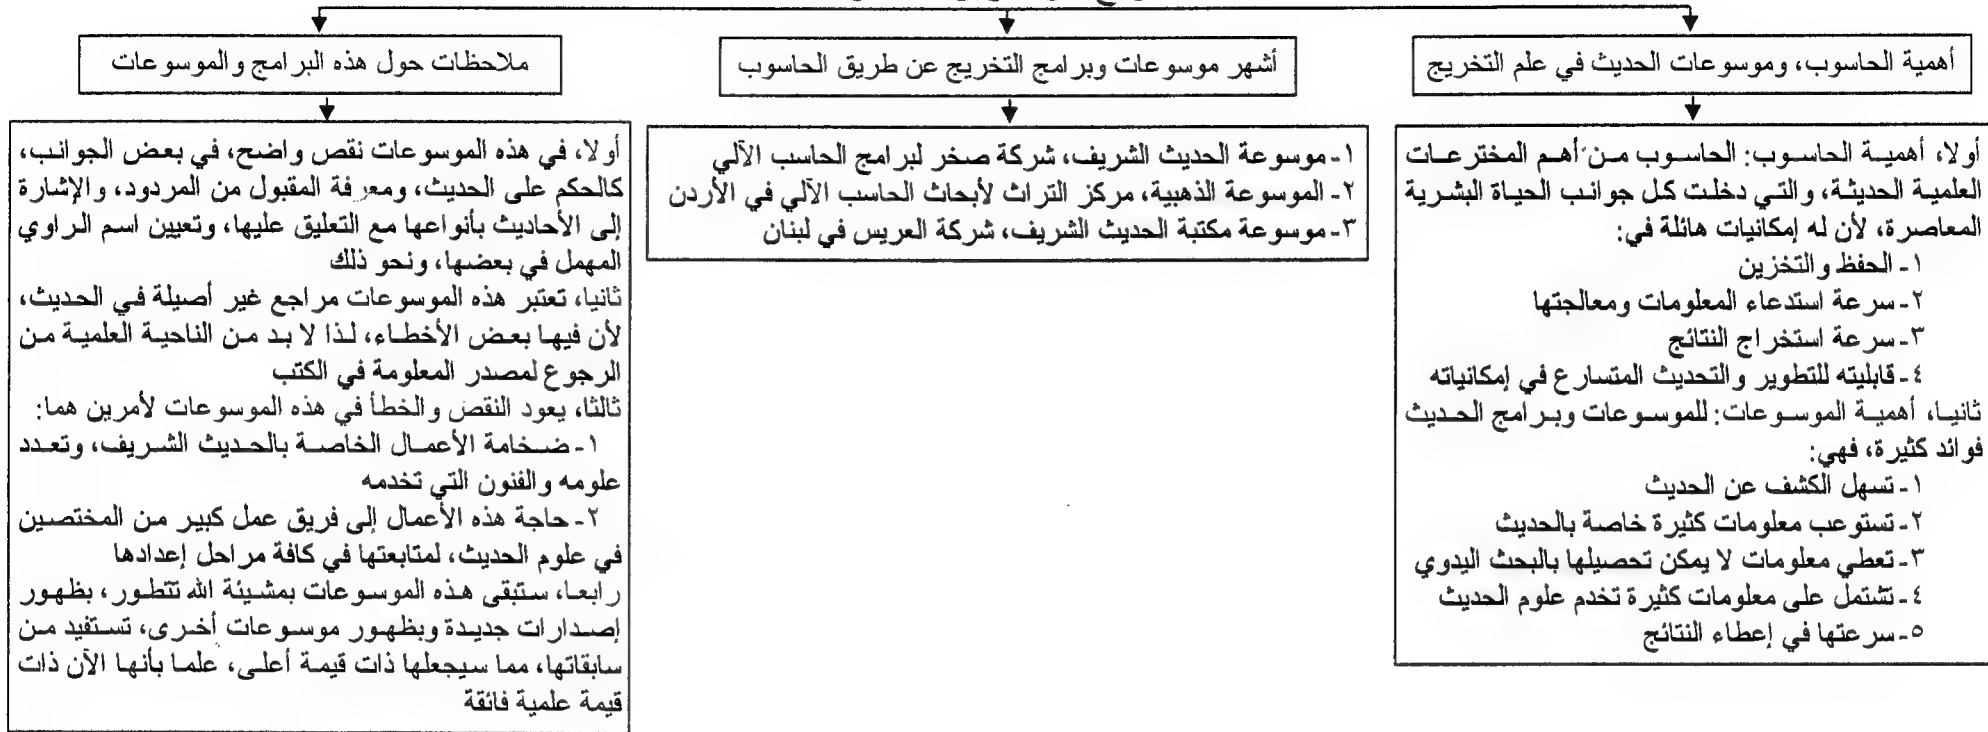 أهمية الحاسوب، وموسوعات الحديث في علم التخريج
أولا، أهمية الحاسوب: الحاسوب من أهم المخترعات
العلمية الحديثة، والتي دخلت كل جوانب الحياة البشرية
المعاصرة، لأن له إمكانيات هائلة في:
١- الحفظ والتخزين
٢- سرعة استدعاء المعلومات ومعالجتها
٣- سرعة استخراج النتائج
٤- قابليته للتطوير والتحديث المتسارع في إمكانياته
ثانيا، أهمية الموسوعات: للموسوعات وبرامج الحديث
فوائد كثيرة، فهي:
١- تسهل الكشف عن الحديث
٢- تستوعب معلومات كثيرة خاصة بالحديث
٣- تعطي معلومات لا يمكن تحصيلها بالبحث اليدوي
٤- تشتمل على معلومات كثيرة تخدم علوم الحديث
٥- سرعتها في إعطاء النتائج
أشهر موسوعات وبرامج التخريج عن طريق الحاسوب
١- موسوعة الحديث الشريف، شركة صخر لبرامج الحاسب الآلي
٢- الموسوعة الذهبية، مركز التراث لأبحاث الحاسب الآلي في الأردن
٣- موسوعة مكتبة الحديث الشريف، شركة العريس في لبنان
ملاحظات حول هذه البرامج والموسوعات
أولا، في هذه الموسوعات نقص واضح، في بعض الجوانب،
كالحكم على الحديث، ومعرفة المقبول من المردود، والإشارة
إلى الأحاديث بأنواعها مع التعليق عليها، وتعيين اسم الراوي
المهمل في بعضها، ونحو ذلك
ثانيا، تعتبر هذه الموسوعات مراجع غير أصيلة في الحديث،
لأن فيها بعض الأخطاء، لذا لا بد من الناحية العلمية من
الرجوع لمصدر المعلومة في الكتب
ثالثا، يعود النقص والخطأ في هذه الموسوعات لأمرين هما:
١- ضخامة الأعمال الخاصة بالحديث الشريف، وتعدد
علومه والفنون التي تخدمه
٢- حاجة هذه الأعمال إلى فريق عمل كبير من المختصين
في علوم الحديث، لمتابعتها في كافة مراحل إعدادها
رابعا، ستبقى هذه الموسوعات بمشيئة الله تتطور، بظهور
إصدارات جديدة وبظهور موسوعات أخرى، تستفيد من
سابقاتها، مما سيجعلها ذات قيمة أعلى، علما بأنها الآن ذات
قيمة علمية فائقة